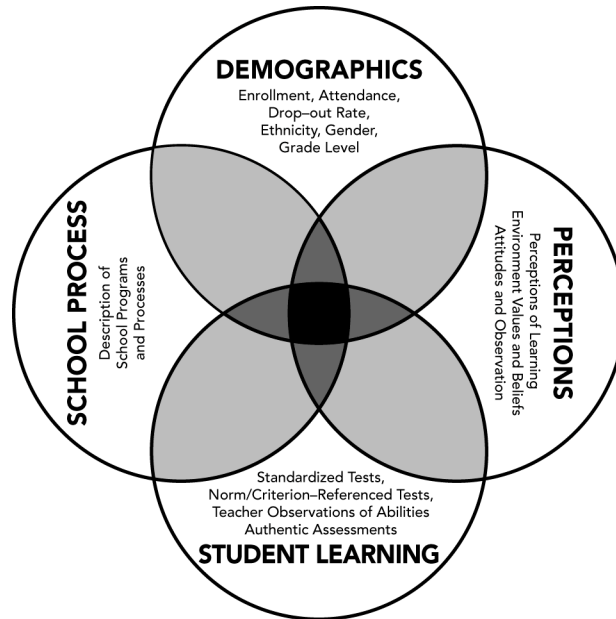 DEMOGRAPHICS
Enrollment, Attendance,
Drop–out Rate,
Ethnicity, Gender,
Grade Level
SCHOOL PROCESS
Description of
School Programs
and Processes
PERCEPTIONS
Perceptions of Learning
Environment Values and Beliefs
Attitudes and Observation
Standardized Tests,
Norm/Criterion–Referenced Tests,
Teacher Observations of Abilities
Authentic Assessments
STUDENT LEARNING